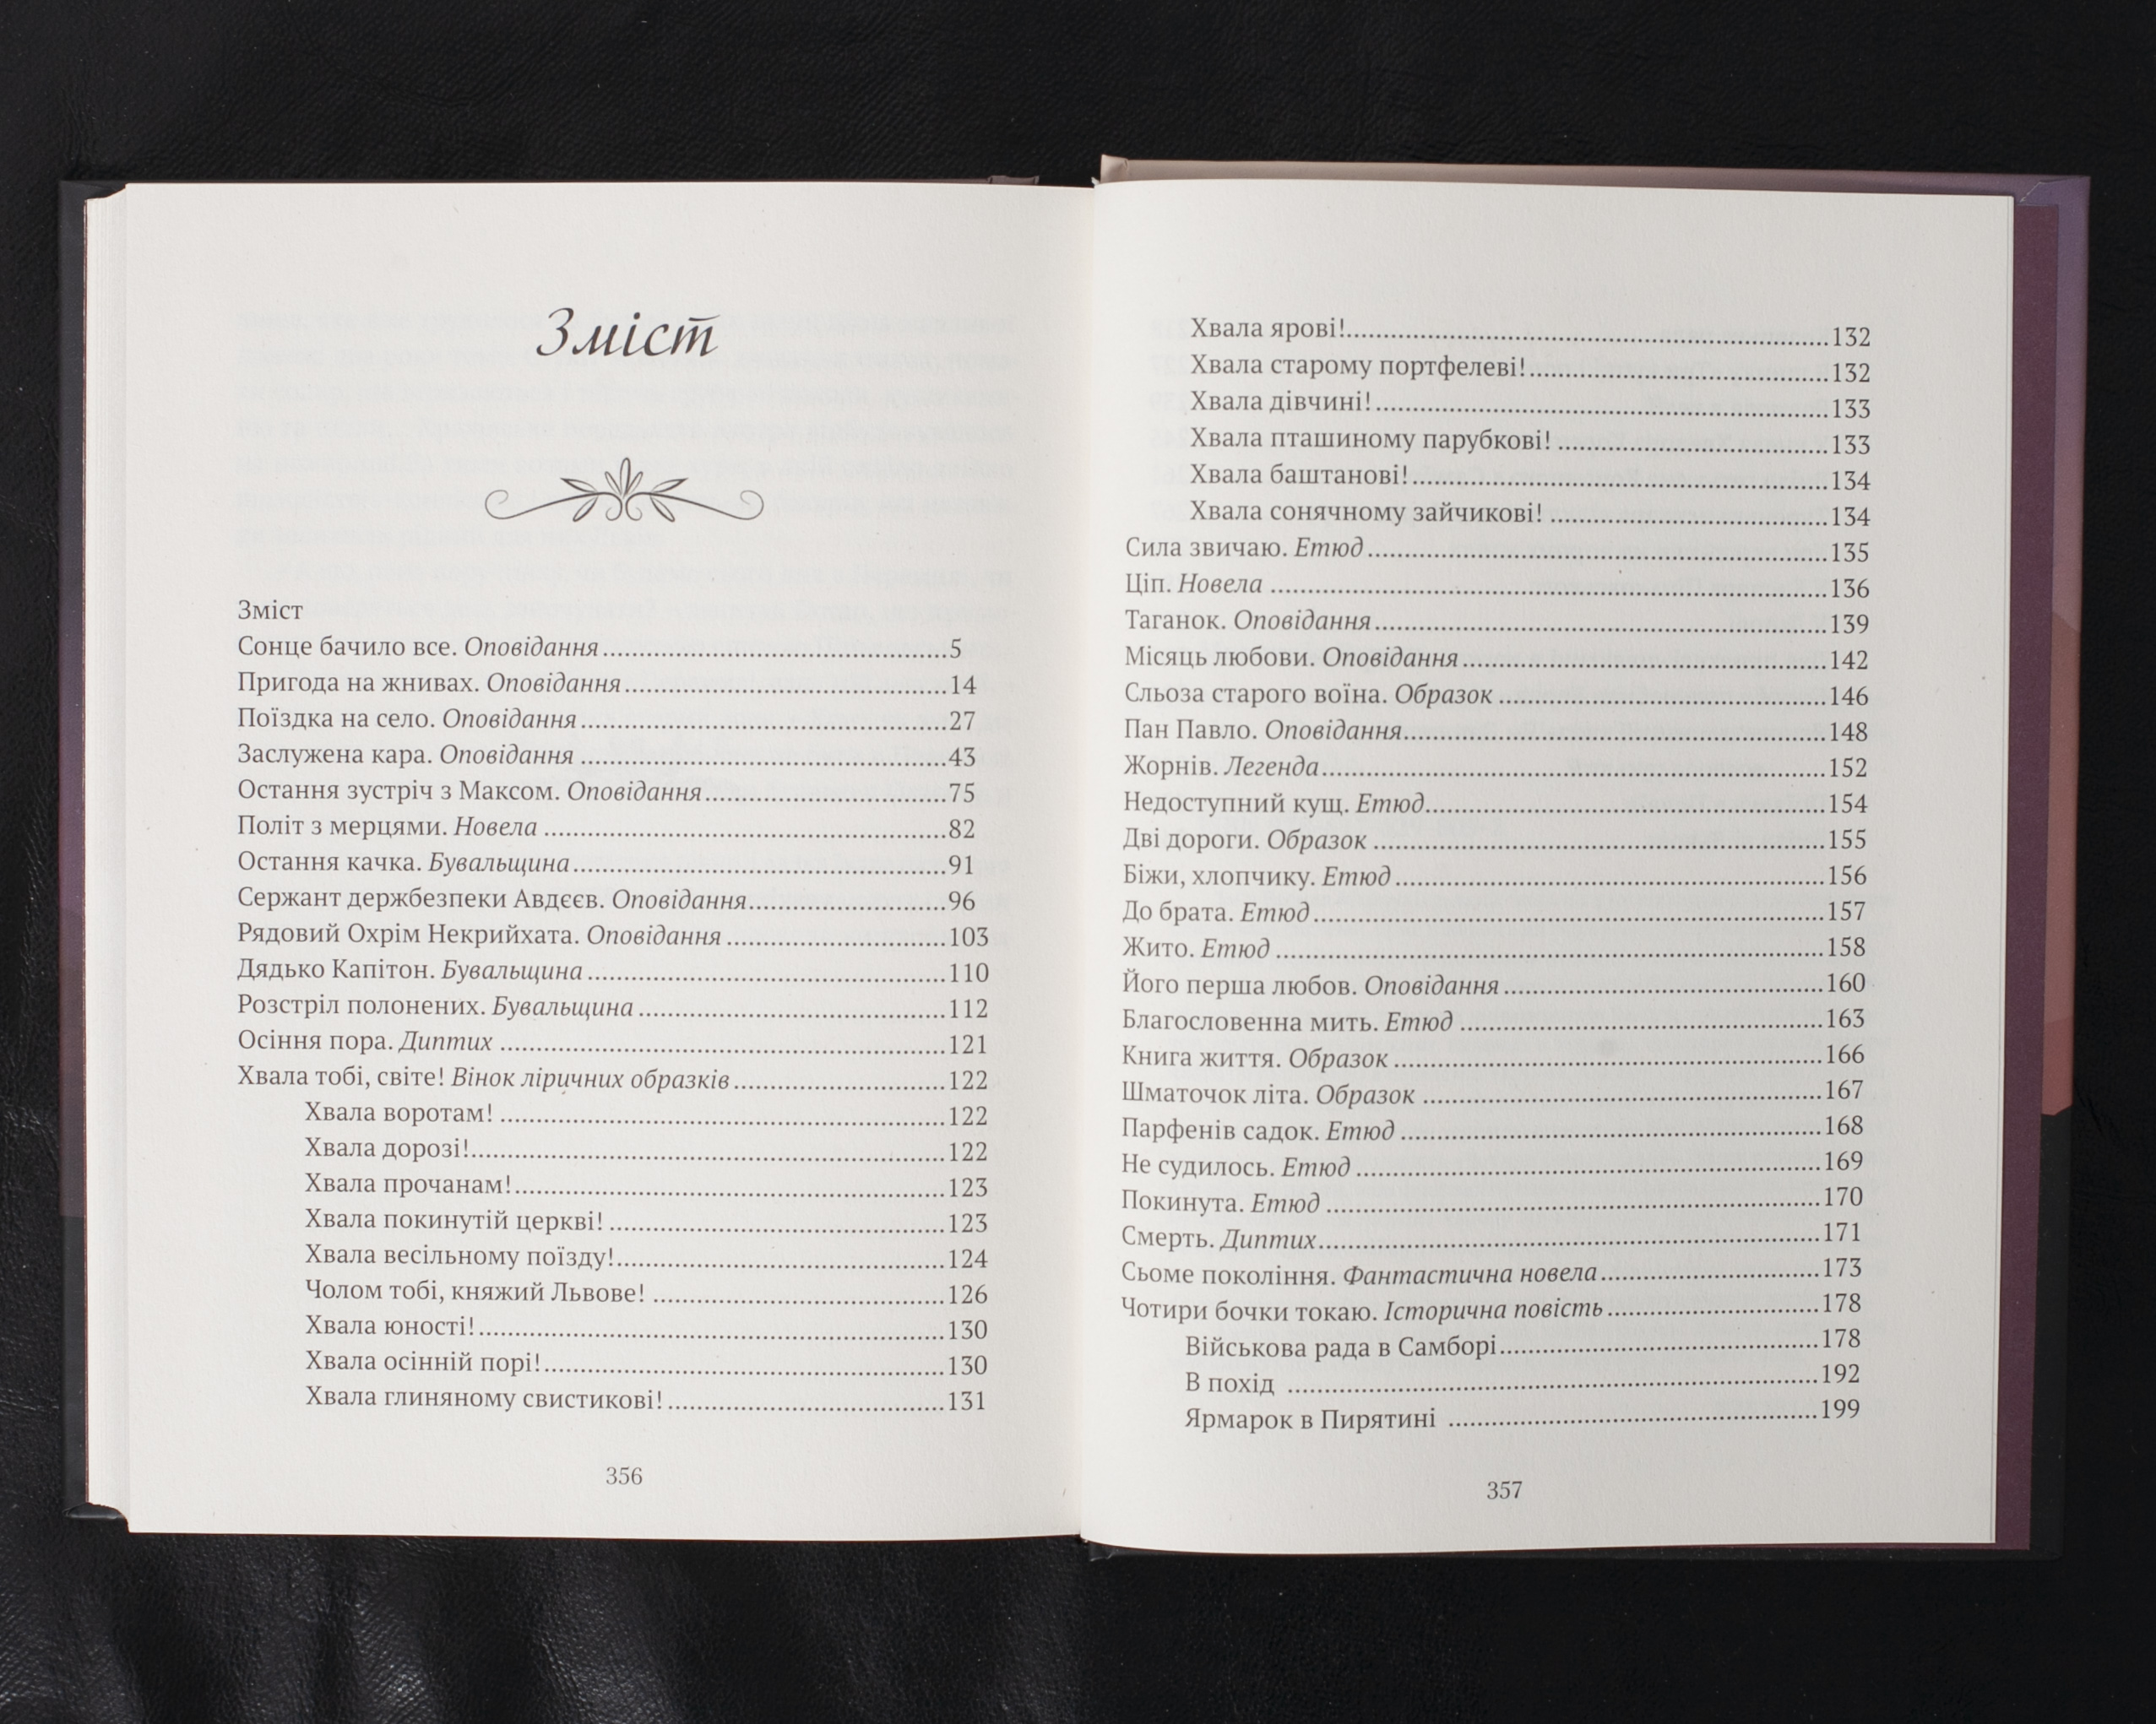 Зміст
Зміст
Сонце бачило все. Оповідання.....5
Пригода на жнивах. Оповідання.....14
Поїздка на село. Оповідання.....27
Заслужена кара. Оповідання.....43
Остання зустріч з Максом. Оповідання.....75
Політ з мерцями. Новела.....82
Остання качка. Бувальщина.....91
Сержант держбезпеки Авдєєв. Оповідання.....96
Рядовий Охрім Некрийхата. Оповідання.....103
Дядько Капітон. Бувальщина.....110
Розстріл полонених. Бувальщина.....112
Осіння пора. Диптих.....121
Хвала тобі, світе! Вінок ліричних образків.....122
Хвала воротам!.....122
Хвала дорозі!.....122
Хвала прочанам!.....123
Хвала покинутій церкві!.....123
Хвала весільному поїзду!.....124
Чолом тобі, княжий Львове!.....126
Хвала юності!.....130
Хвала осінній порі!.....130
Хвала глиняному свистикові!.....131
356
Хвала ярові!.....132
Хвала старому портфелеві!.....132
Хвала дівчині!.....133
Хвала пташиному парубкові!.....133
Хвала баштанові!.....134
Хвала сонячному зайчикові!.....134
Сила звичаю. Етюд.....135
Ціп. Новела.....136
Таганок. Оповідання.....139
Місяць любови. Оповідання.....142
Сльоза старого воїна. Образок.....146
Пан Павло. Оповідання.....148
Жорнів. Легенда.....152
Недоступний кущ. Етюд.....154
Дві дороги. Образок.....155
Біжи, хлопчику. Етюд.....156
До брата. Етюд.....157
Жито. Етюд.....158
Його перша любов. Оповідання.....160
Благословенна мить. Етюд.....163
Книга життя. Образок.....166
Шматочок літа. Образок.....167
Парфенів садок. Етюд.....168
Не судилось. Етюд.....169
Покинута. Етюд.....170
Смерть. Диптих.....171
Сьоме покоління. Фантастична новела.....173
Чотири бочки токаю. Історична повість.....178
Військова рада в Самборі.....178
В похід.....192
Ярмарок в Пирятині.....199
357